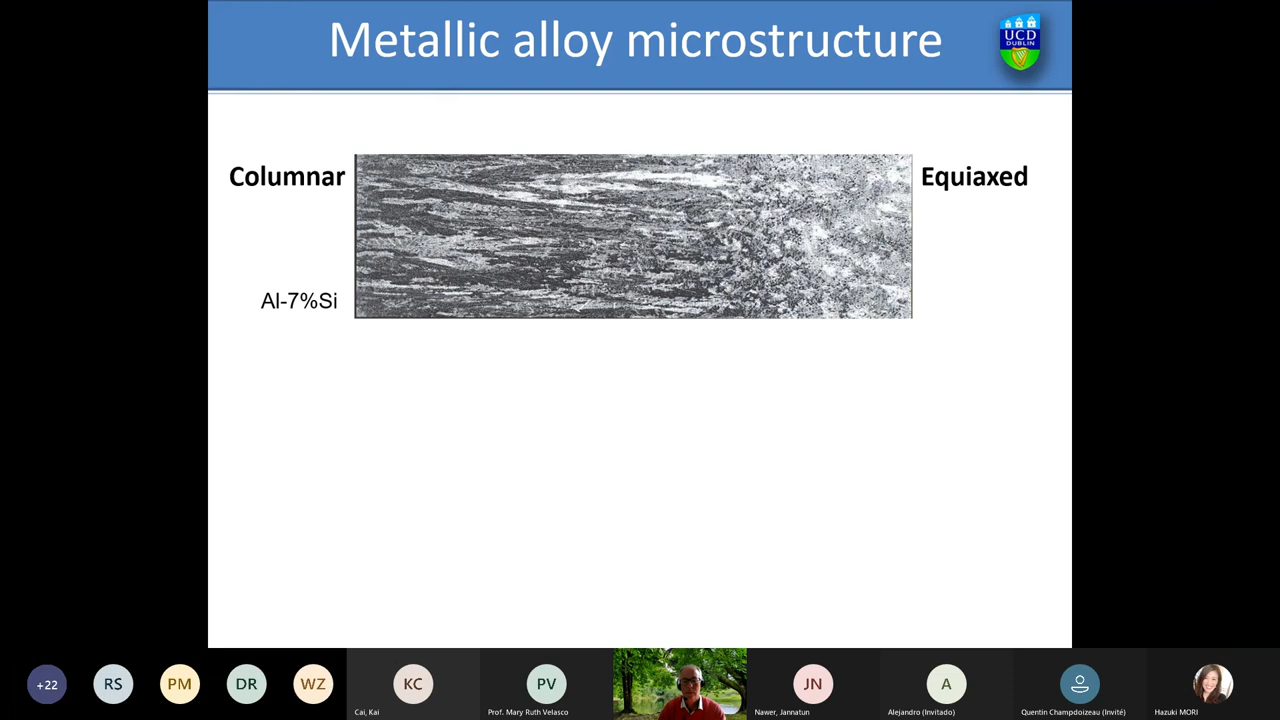 Metallic alloy microstructure
UCD
DUBLIN
Columnar
Equiaxed
Al-7%Si
+22
RS
PM
DR
WZ
KC
PV
JN
A
Cai, Kai
Prof. Mary Ruth Velasco
Nawer, Jannatun
Alejandro (Invitado)
Quentin Champdoizeau (Invité)
Hazuki MORI